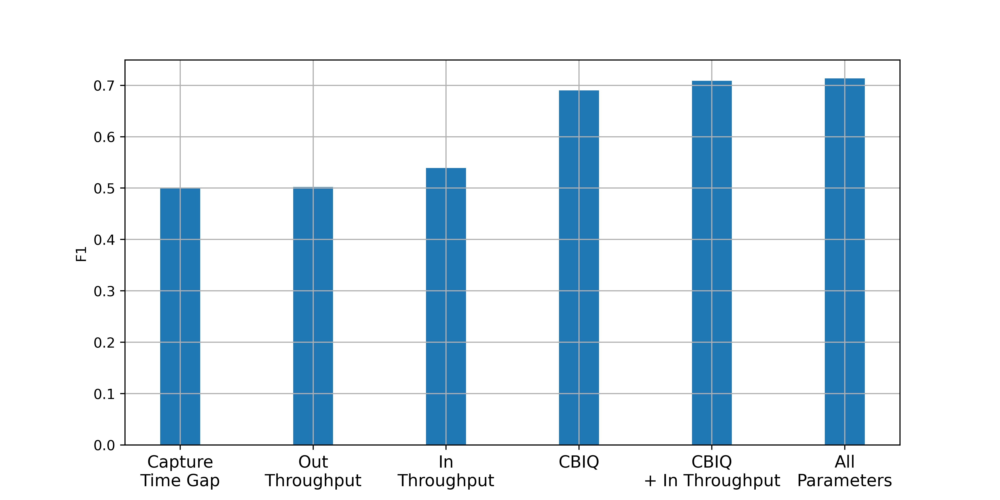 0.7
0.6
0.5
0.4
0.3
0.2
0.1
0.0
F1
Capture
Time Gap
Out
Throughput
In
Throughput
CBIQ
CBIQ
+ In Throughput
All
Parameters